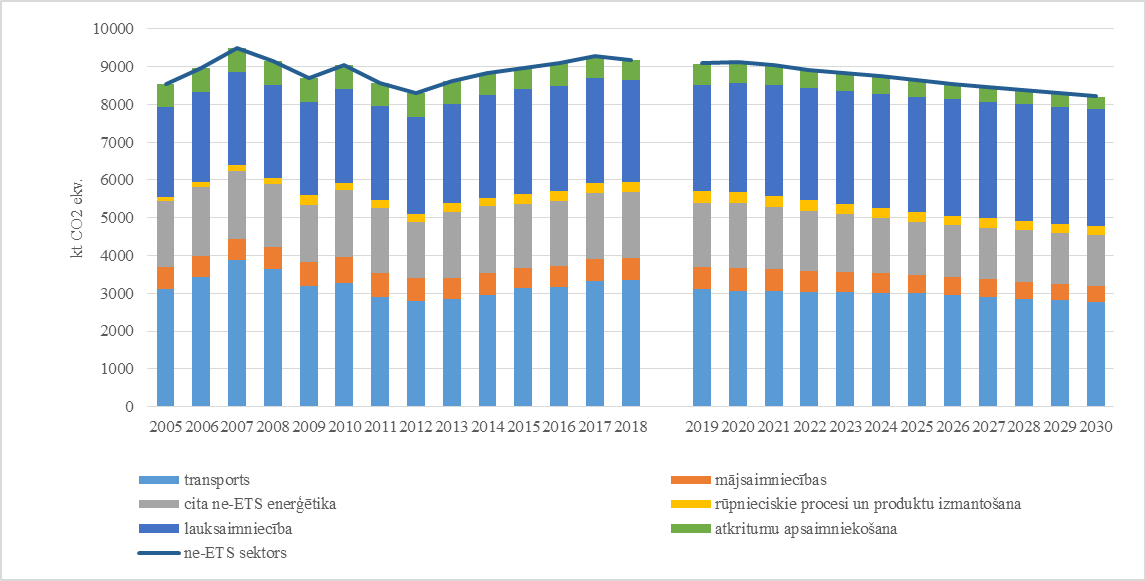 10000
9000
8000
7000
6000
5000
4000
3000
2000
1000
0
kt CO2 ekv.
2005 2006 2007 2008 2009 2010 2011 2012 2013 2014 2015 2016 2017 2018 2019 2020 2021 2022 2023 2024 2025 2026 2027 2028 2029 2030
transports mājsaimniecības
cita ne-ETS enerģētika rūpnieciskie procesi un produktu izmantošana
lauksaimniecība atkritumu apsaimniekošana
ne-ETS sektors